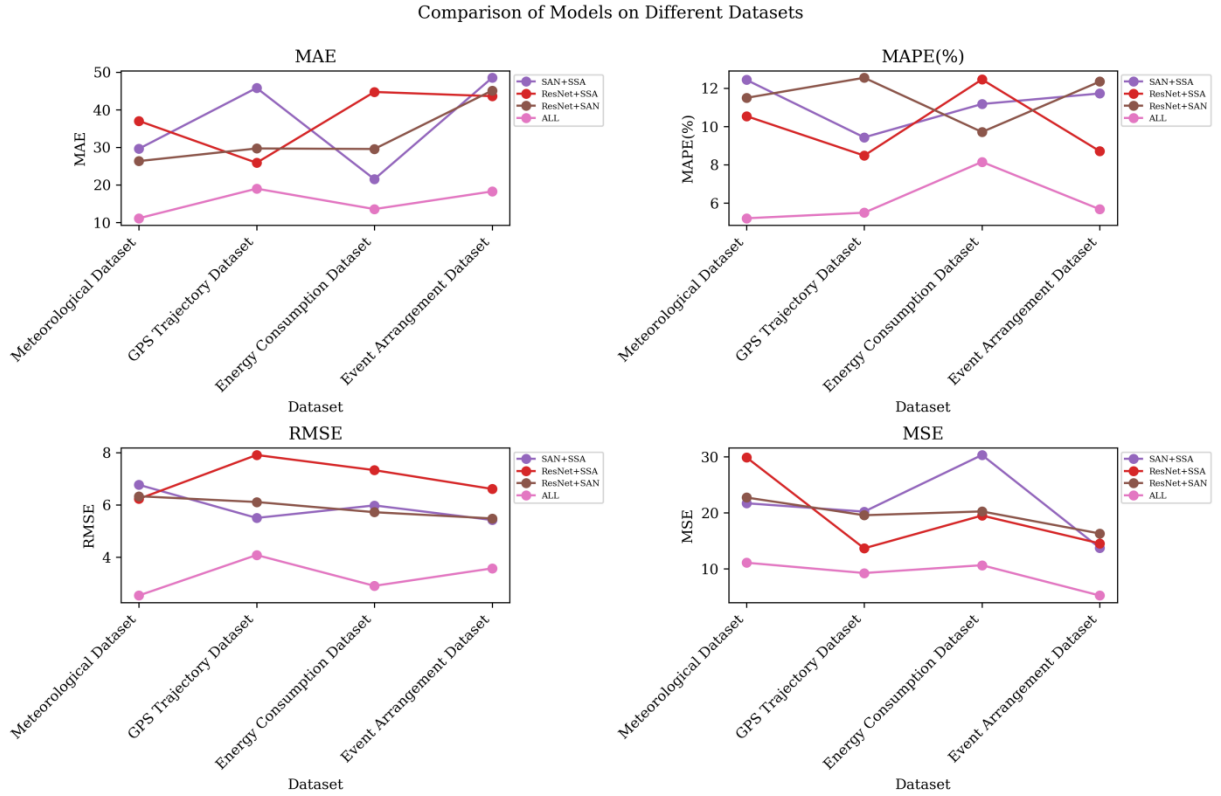 Comparison of Models on Different Datasets
MAE
MAE
50
40
30
20
10
SAN+SSA
ResNet+SSA
ResNet+SAN
ALL
Meteorological Dataset
GPS Trajectory Dataset
Energy Consumption Dataset
Event Arrangement Dataset
Dataset
MAPE(%)
MAPE(%)
12
10
8
6
SAN+SSA
ResNet+SSA
ResNet+SAN
ALL
Meteorological Dataset
GPS Trajectory Dataset
Energy Consumption Dataset
Event Arrangement Dataset
Dataset
RMSE
RMSE
8
6
4
SAN+SSA
ResNet+SSA
ResNet+SAN
ALL
Meteorological Dataset
GPS Trajectory Dataset
Energy Consumption Dataset
Event Arrangement Dataset
Dataset
MSE
MSE
30
20
10
SAN+SSA
ResNet+SSA
ResNet+SAN
ALL
Meteorological Dataset
GPS Trajectory Dataset
Energy Consumption Dataset
Event Arrangement Dataset
Dataset